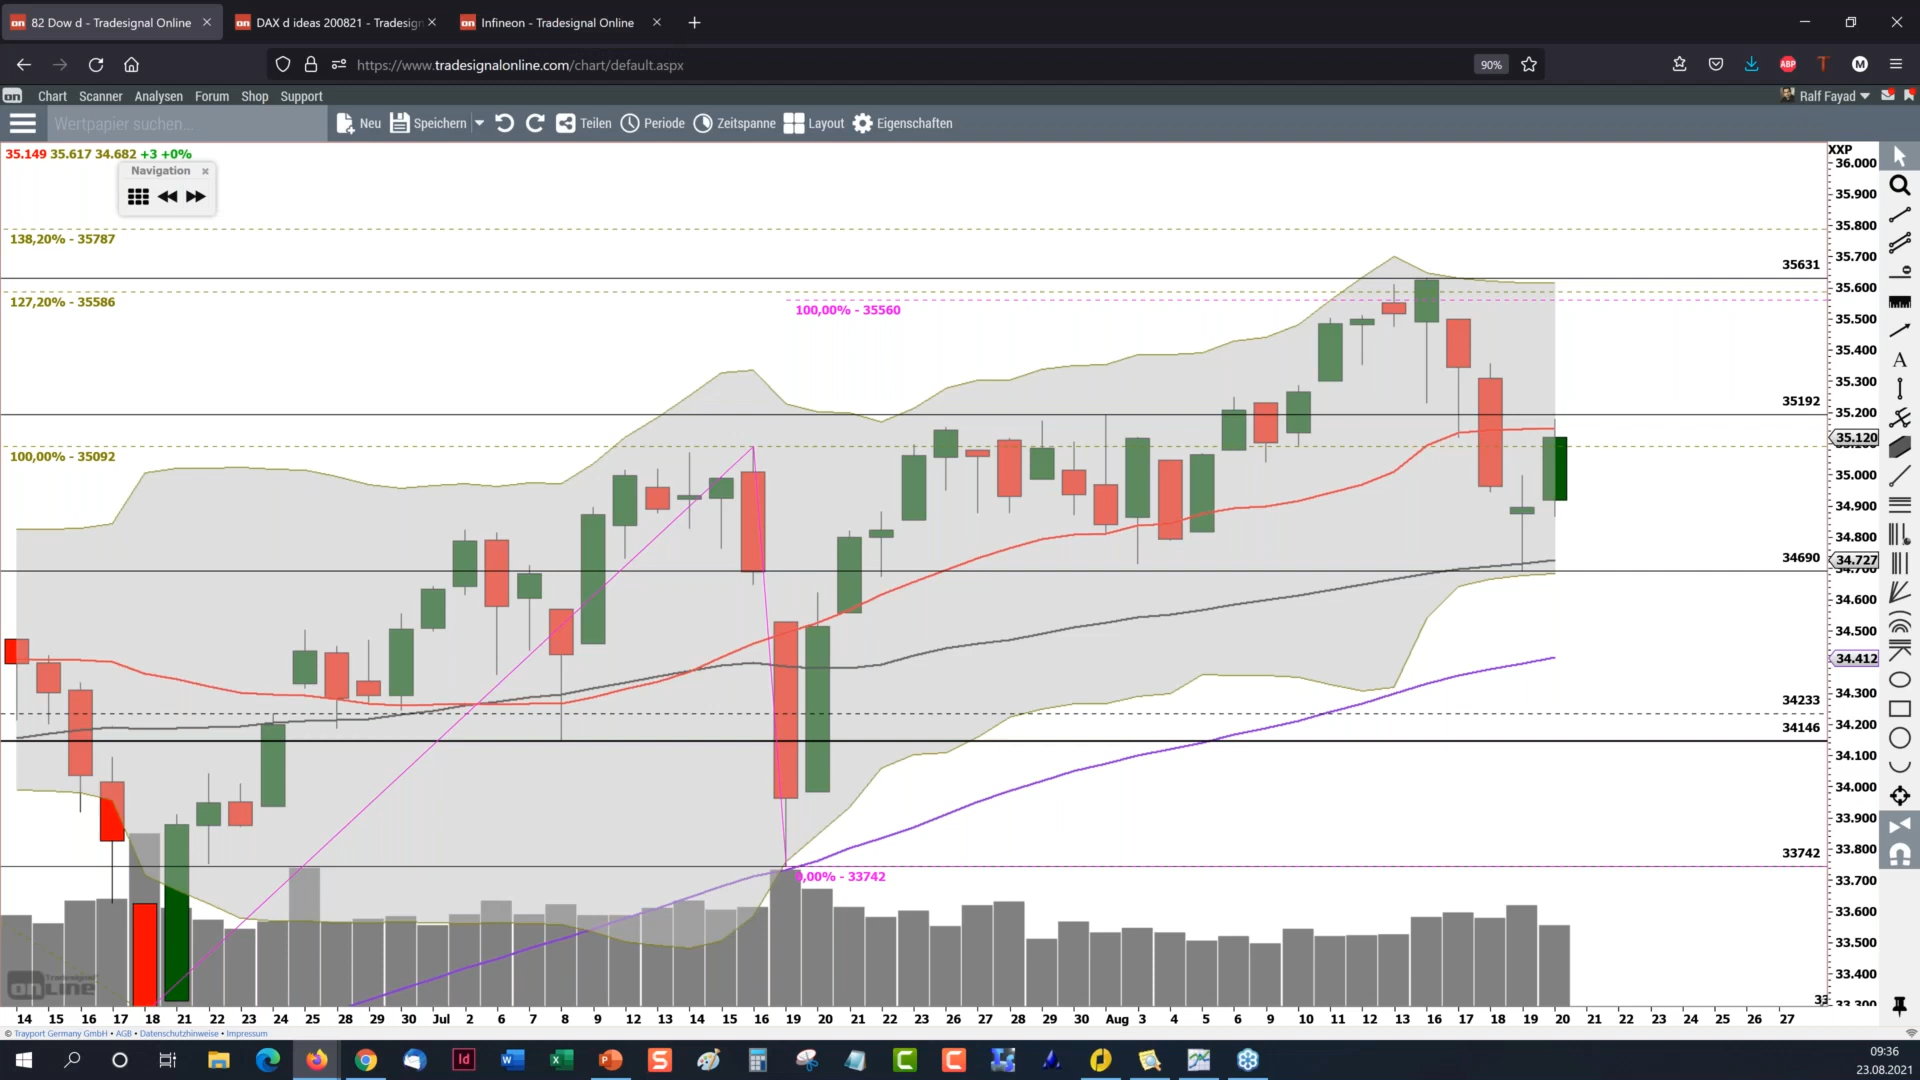 82 Dow d - Tradesignal Online
DAX d ideas 200821 - Tradesign
Infineon - Tradesignal Online
https://www.tradesignalonline.com/chart/default.aspx
90%
ABP
M
on Chart Scanner Analysen Forum Shop Support
Ralf Fayad
Wertpapier suchen...
Neu Speichern Teilen Periode Zeitspanne Layout Eigenschaften
35.149 35.617 34.682 +3 +0%
Navigation
XXP
36.000
35.900
35.800
35.700
35.600
35.500
35.400
35.300
35.200
35.120
35.000
34.900
34.800
34.727
34.600
34.500
34.412
34.300
34.200
34.100
34.000
33.900
33.800
33.700
33.600
33.500
33.400
33.300
138,20% - 35787
127,20% - 35586
100,00% - 35560
100,00% - 35092
35631
35192
34690
34233
34146
33742
0,00% - 33742
33
Tradesignal
onLINE
14 15 16 17 18 21 22 23 24 25 28 29 30 Jul 2 6 7 8 9 12 13 14 15 16 19 20 21 22 23 26 27 28 29 30 Aug 3 4 5 6 9 10 11 12 13 16 17 18 19 20 21 22 23 24 25 26 27
© Trayport Germany GmbH • AGB • Datenschutzhinweise • Impressum
09:36
23.08.2021